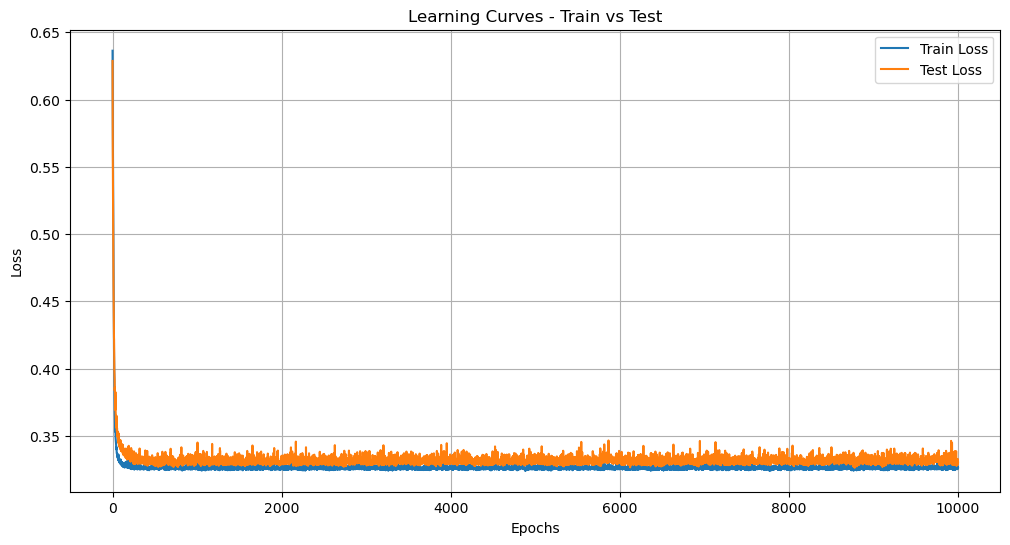 Learning Curves - Train vs Test
Train Loss
Test Loss
0.65
0.60
0.55
0.50
0.45
0.40
0.35
Loss
0
2000
4000
6000
8000
10000
Epochs